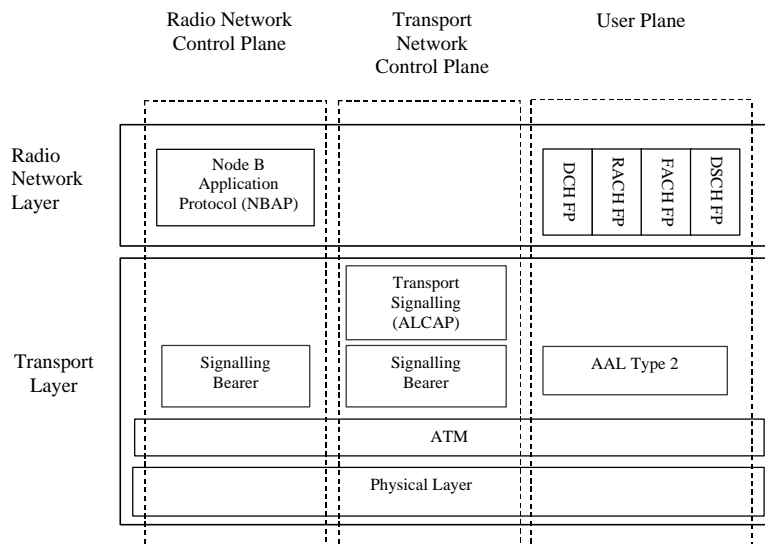 Radio Network
Control Plane
Transport
Network
Control Plane
User Plane
Radio
Network
Layer
Node B
Application
Protocol (NBAP)
DCH FP
RACH FP
FACH FP
DSCH FP
Transport
Signalling
(ALCAP)
Transport
Layer
Signalling
Bearer
Signalling
Bearer
AAL Type 2
ATM
Physical Layer